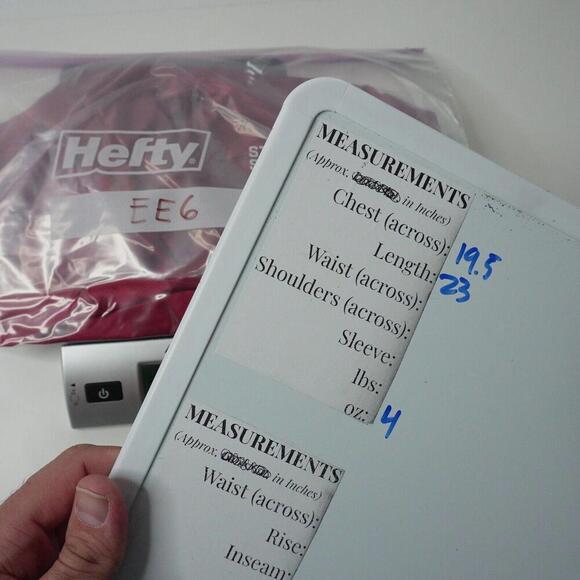 Hefty
EE6
MEASUREMENTS
(Approx. in Inches)
Chest (across): 19.5
Length: 23
Waist (across):
Shoulders (across):
Sleeve:
lbs:
oz: 4
MEASUREMENTS
(Approx. in Inches)
Waist (across):
Rise:
Inseam: